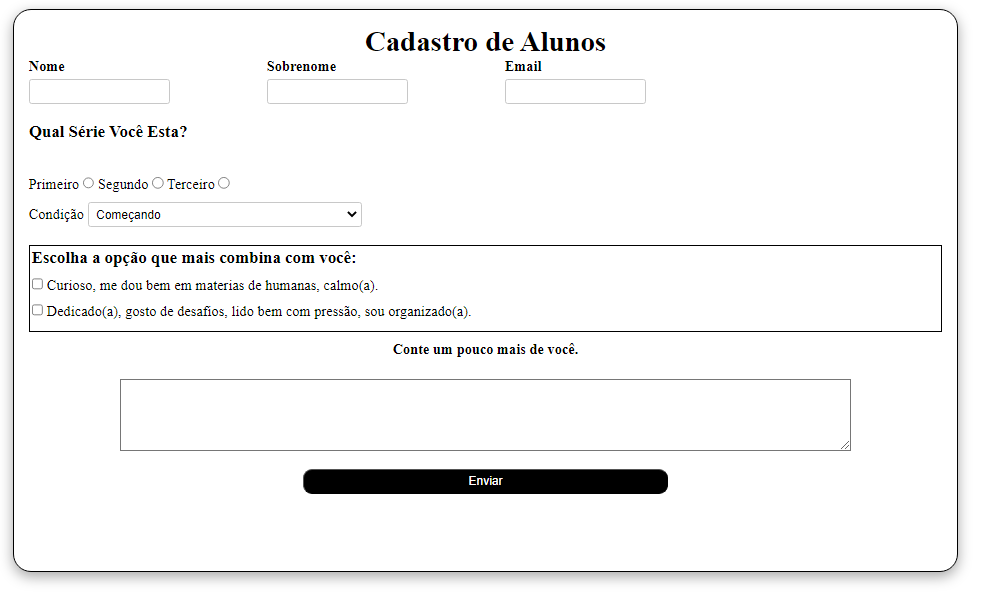 Cadastro de Alunos
Nome Sobrenome Email
Qual Série Você Esta?
Primeiro Segundo Terceiro
Condição Começando
Escolha a opção que mais combina com você:
Curioso, me dou bem em materias de humanas, calmo(a).
Dedicado(a), gosto de desafios, lido bem com pressão, sou organizado(a).
Conte um pouco mais de você.
Enviar